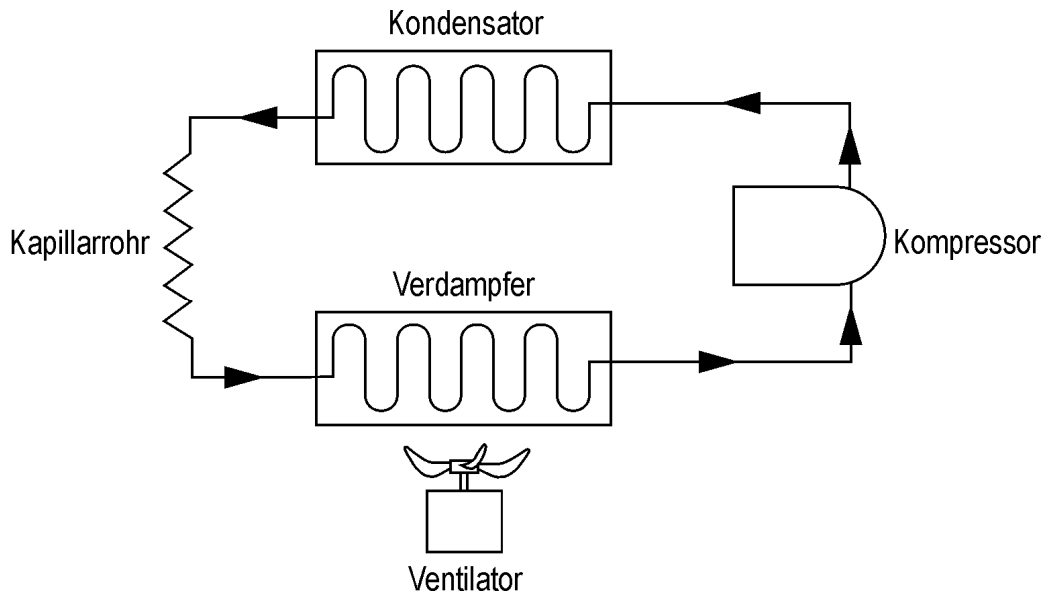 Kondensator
Kapillarrohr
Kompressor
Verdampfer
Ventilator